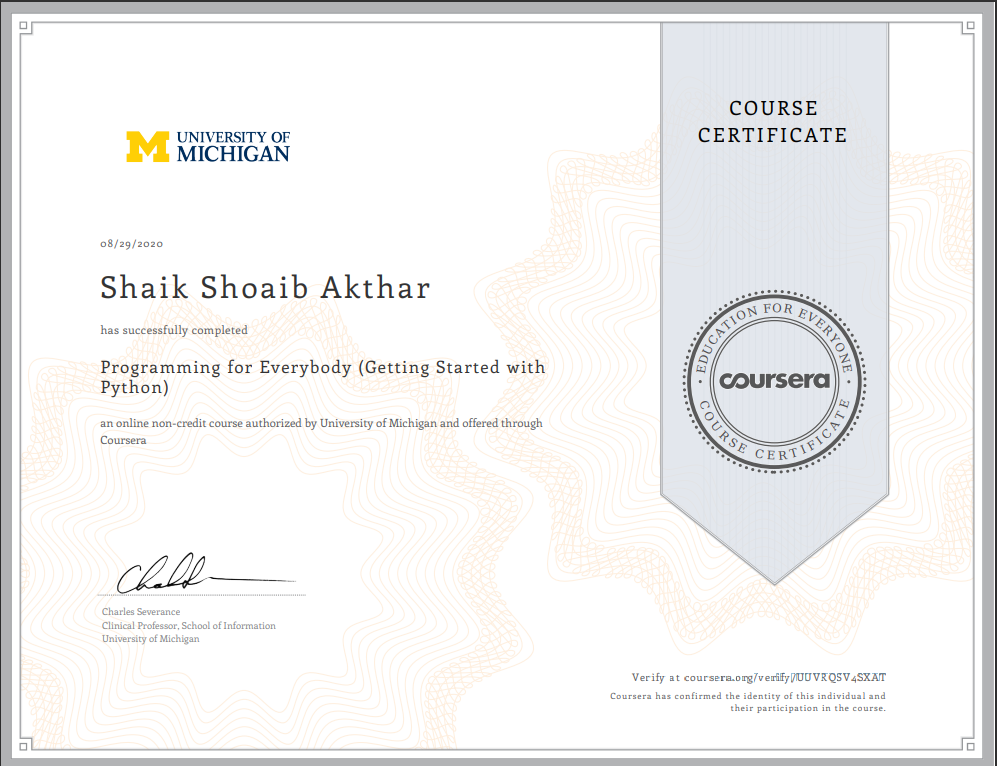 UNIVERSITY OF
MICHIGAN
COURSE
CERTIFICATE
08/29/2020
Shaik Shoaib Akthar
has successfully completed
Programming for Everybody (Getting Started with
Python)
an online non-credit course authorized by University of Michigan and offered through
Coursera
EDUCATION FOR EVERYONE
coursera
COURSE CERTIFICATE
Charles Severance
Clinical Professor, School of Information
University of Michigan
Verify at coursera.org/verify/UUVRQSV4SXAT
Coursera has confirmed the identity of this individual and
their participation in the course.